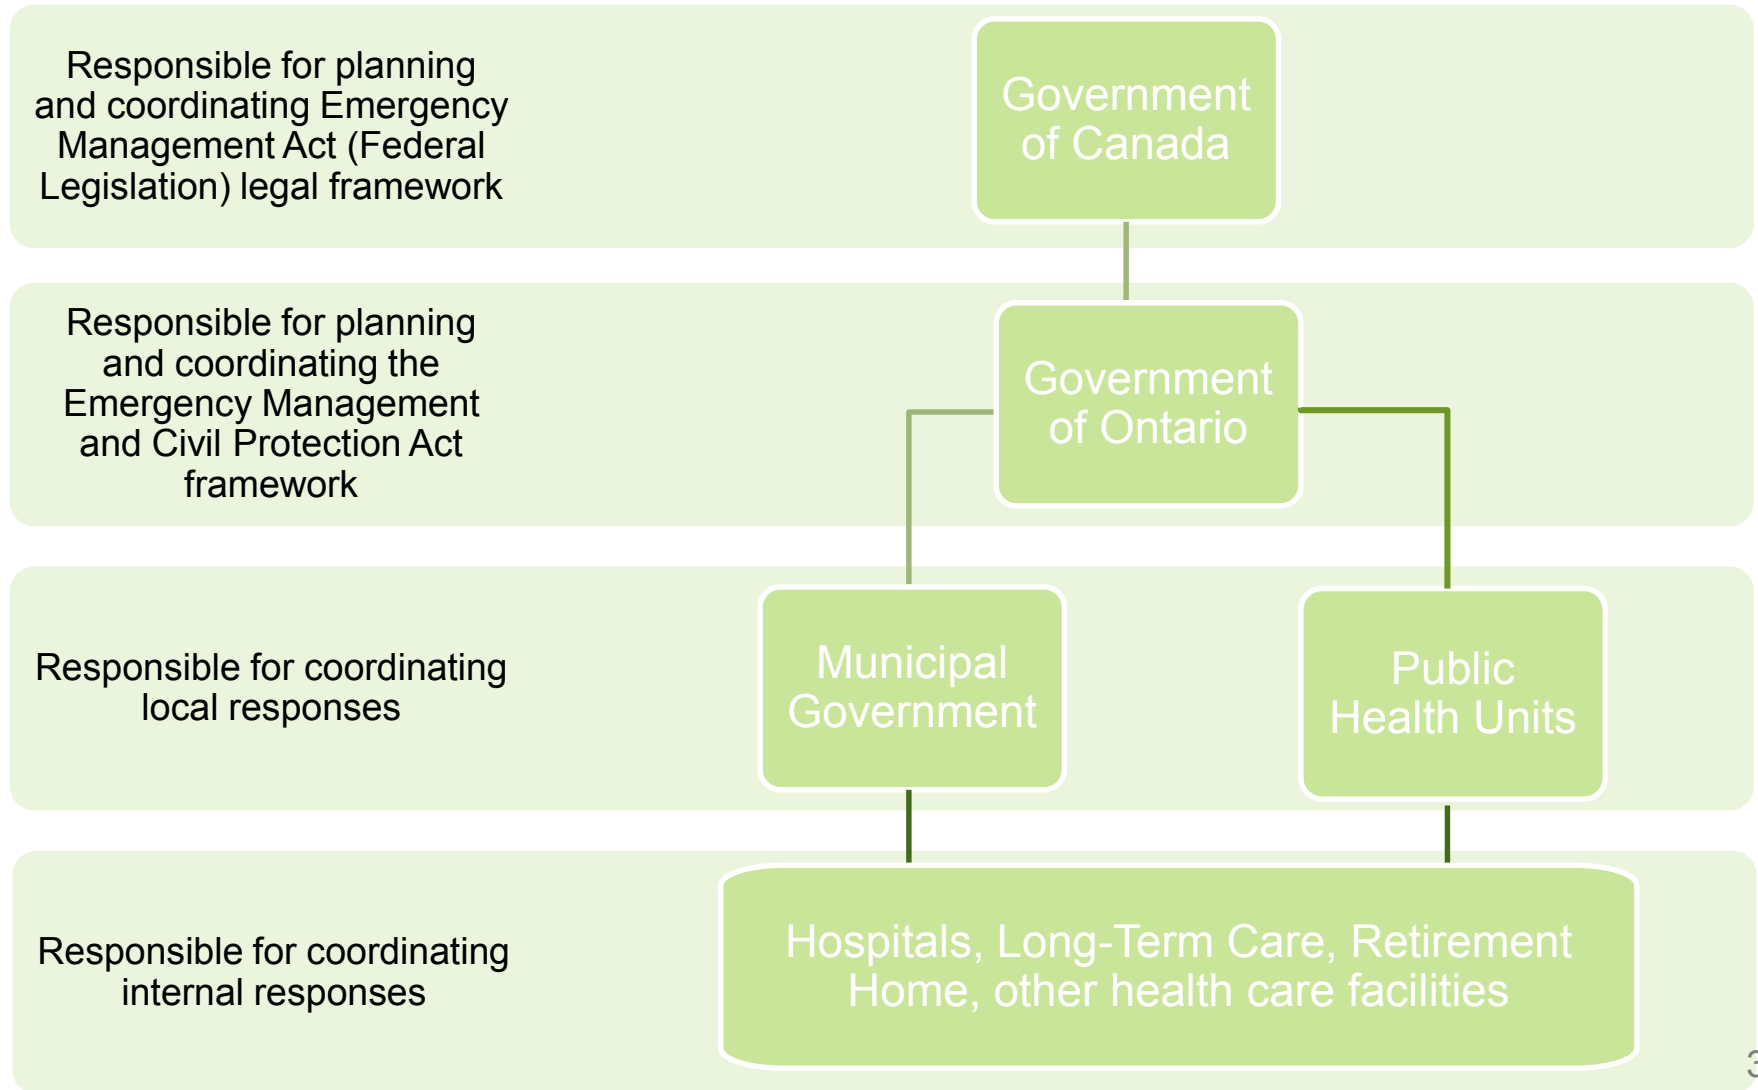 Responsible for planning
and coordinating Emergency
Management Act (Federal
Legislation) legal framework
Government
of Canada
Responsible for planning
and coordinating the
Emergency Management
and Civil Protection Act
framework
Government
of Ontario
Responsible for coordinating
local responses
Municipal
Government
Public
Health Units
Responsible for coordinating
internal responses
Hospitals, Long-Term Care, Retirement
Home, other health care facilities